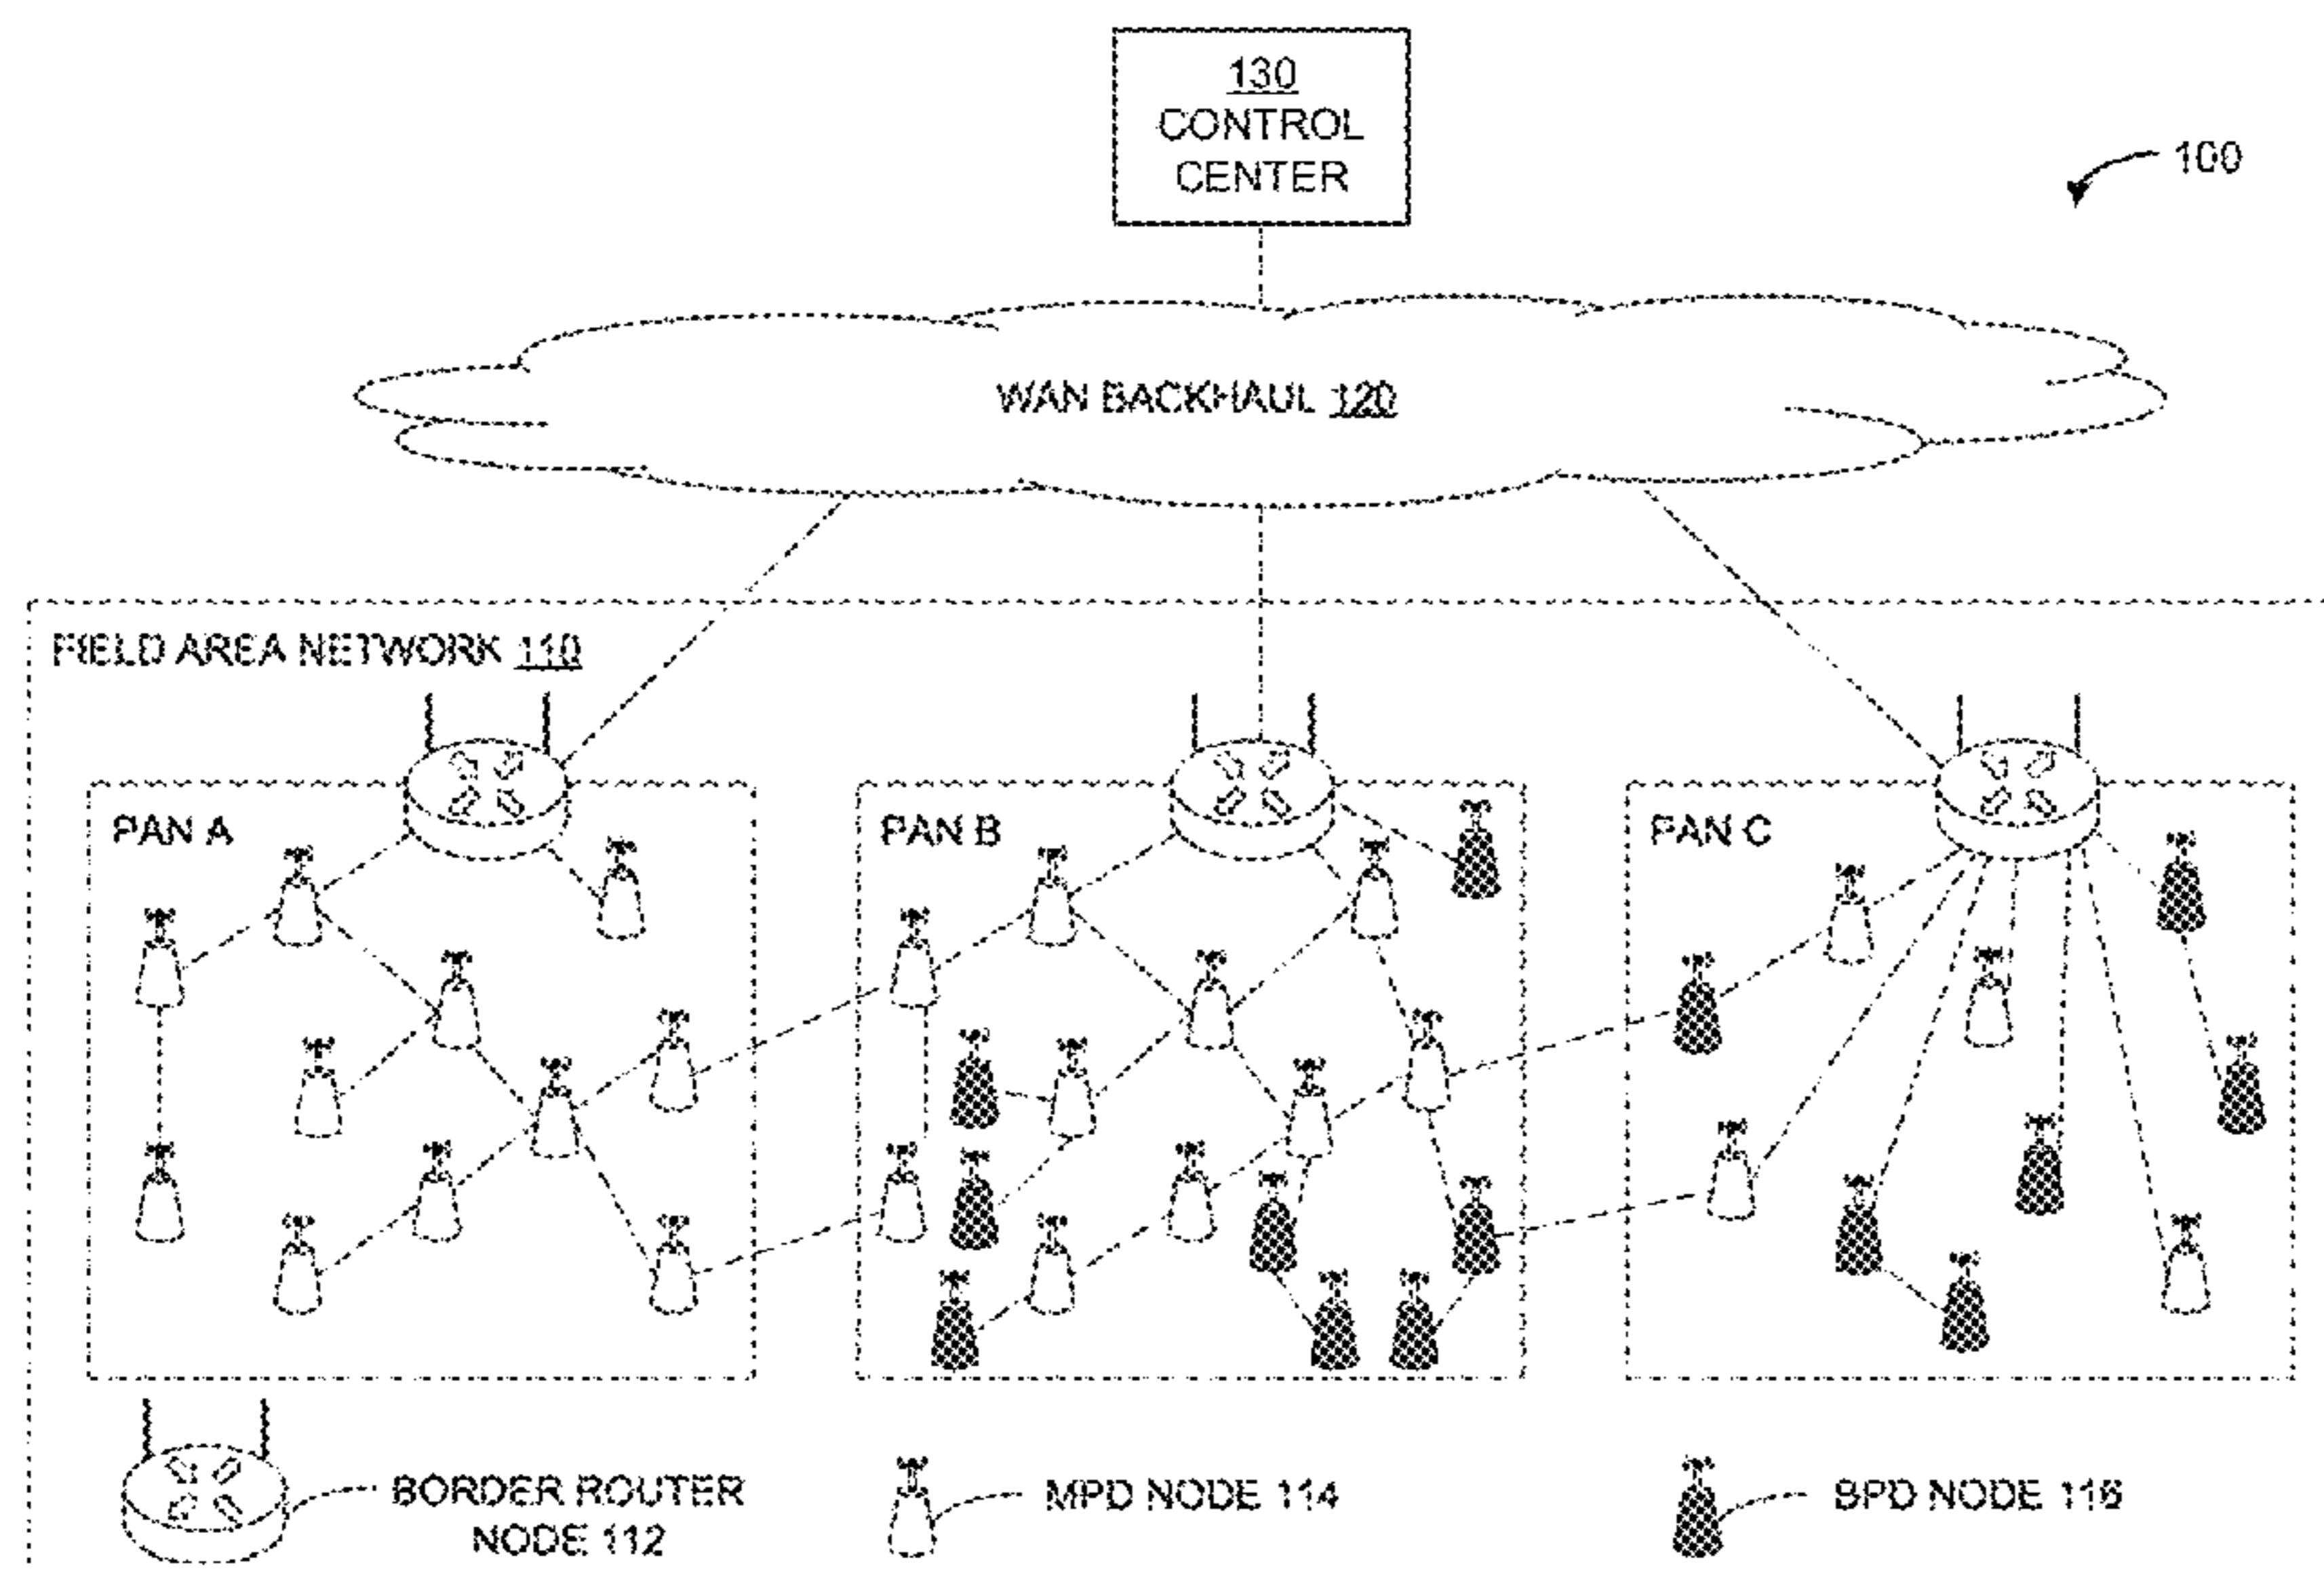 130
CONTROL
CENTER
100
WAN BACKHAUL 120
FIELD AREA NETWORK 110
PAN A
PAN B
PAN C
BORDER ROUTER
NODE 112
MPD NODE 114
BPD NODE 116